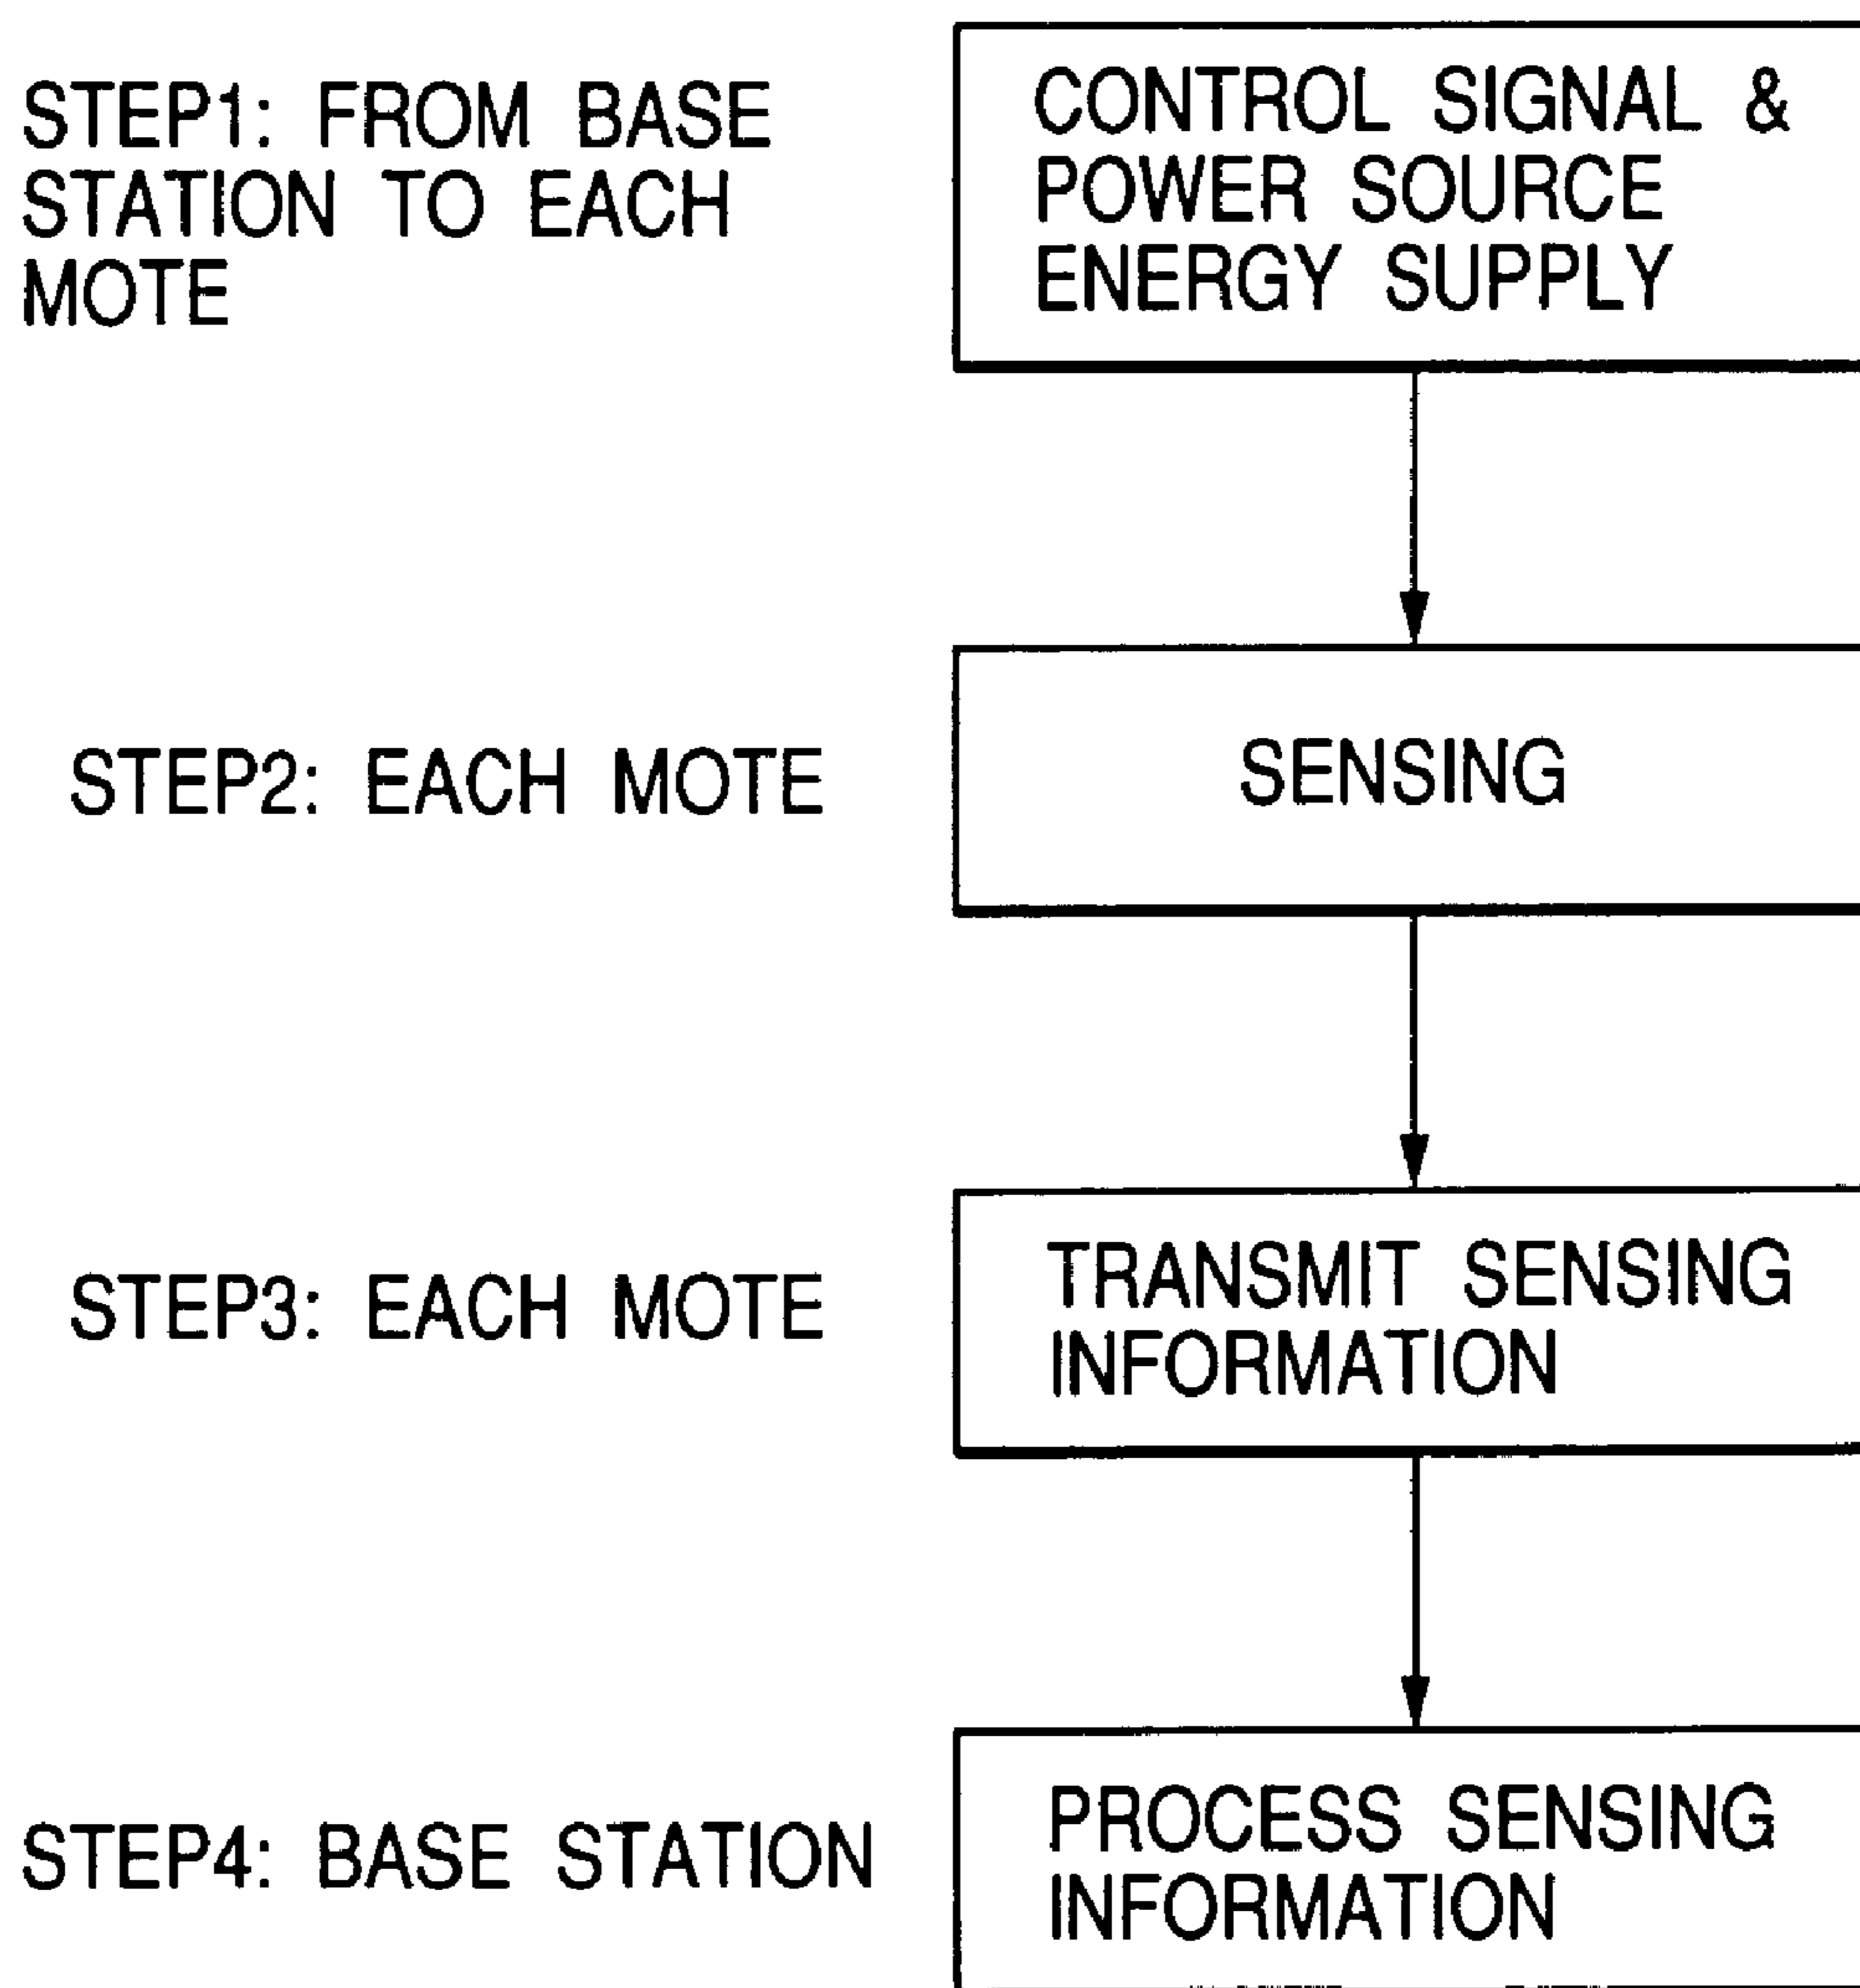 STEP1: FROM BASE
STATION TO EACH
MOTE
CONTROL SIGNAL &
POWER SOURCE
ENERGY SUPPLY
STEP2: EACH MOTE
SENSING
STEP3: EACH MOTE
TRANSMIT SENSING
INFORMATION
STEP4: BASE STATION
PROCESS SENSING
INFORMATION